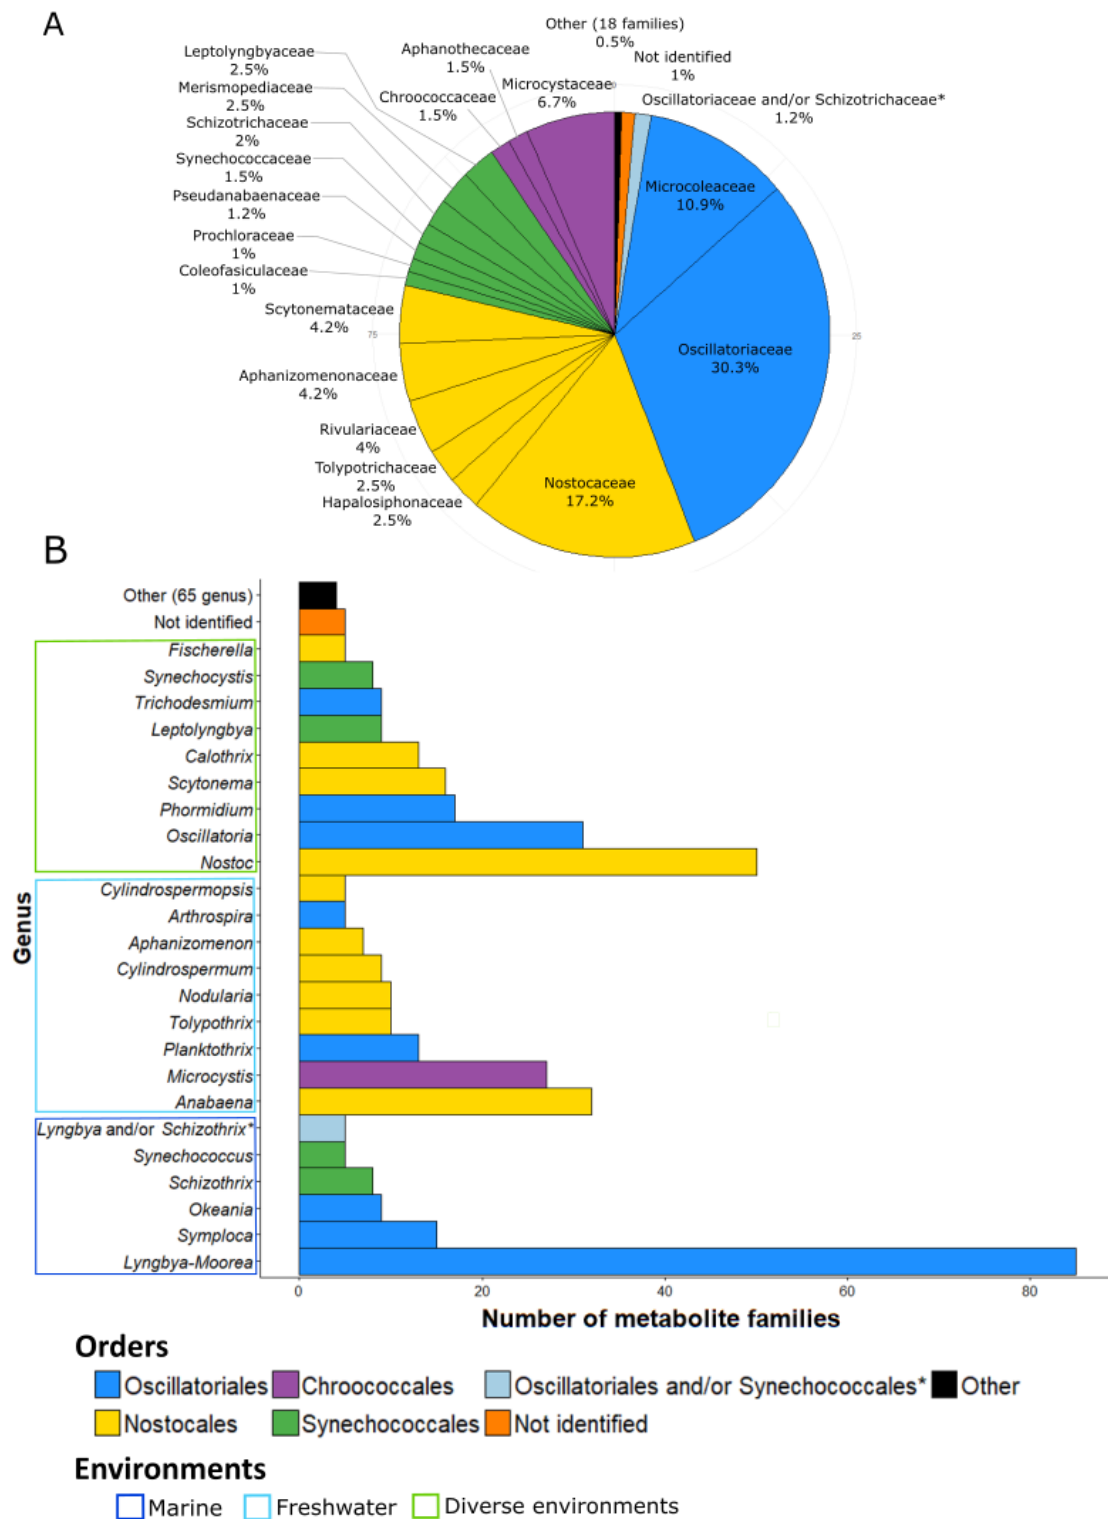 A
Other (18 families)
0.5%
Not identified
1%
Oscillatoriaceae and/or Schizotrichaceae*
1.2%
Leptolyngbyaceae
2.5%
Aphanothecaceae
1.5%
Merismopediaceae
2.5%
Chroococcaceae
1.5%
Microcystaceae
6.7%
Schizotrichaceae
2%
Synechococcaceae
1.5%
Pseudanabaenaceae
1.2%
Prochloraceae
1%
Coleofasiculaceae
1%
Scytonemataceae
4.2%
Aphanizomenonaceae
4.2%
Rivulariaceae
4%
Tolypotrichaceae
2.5%
Hapalosiphonaceae
2.5%
Nostocaceae
17.2%
Microcoleaceae
10.9%
Oscillatoriaceae
30.3%
75
25
B
Genus
Other (65 genus)
Not identified
Fischerella
Synechocystis
Trichodesmium
Leptolyngbya
Calothrix
Scytonema
Phormidium
Oscillatoria
Nostoc
Cylindrospermopsis
Arthrospira
Aphanizomenon
Cylindrospermum
Nodularia
Tolypothrix
Planktothrix
Microcystis
Anabaena
Lyngbya and/or Schizothrix*
Synechococcus
Schizothrix
Okeania
Symploca
Lyngbya-Moorea
0 20 40 60 80
Number of metabolite families
Orders
Oscillatoriales Chroococcales Oscillatoriales and/or Synechococcales* Other
Nostocales Synechococcales Not identified
Environments
Marine Freshwater Diverse environments